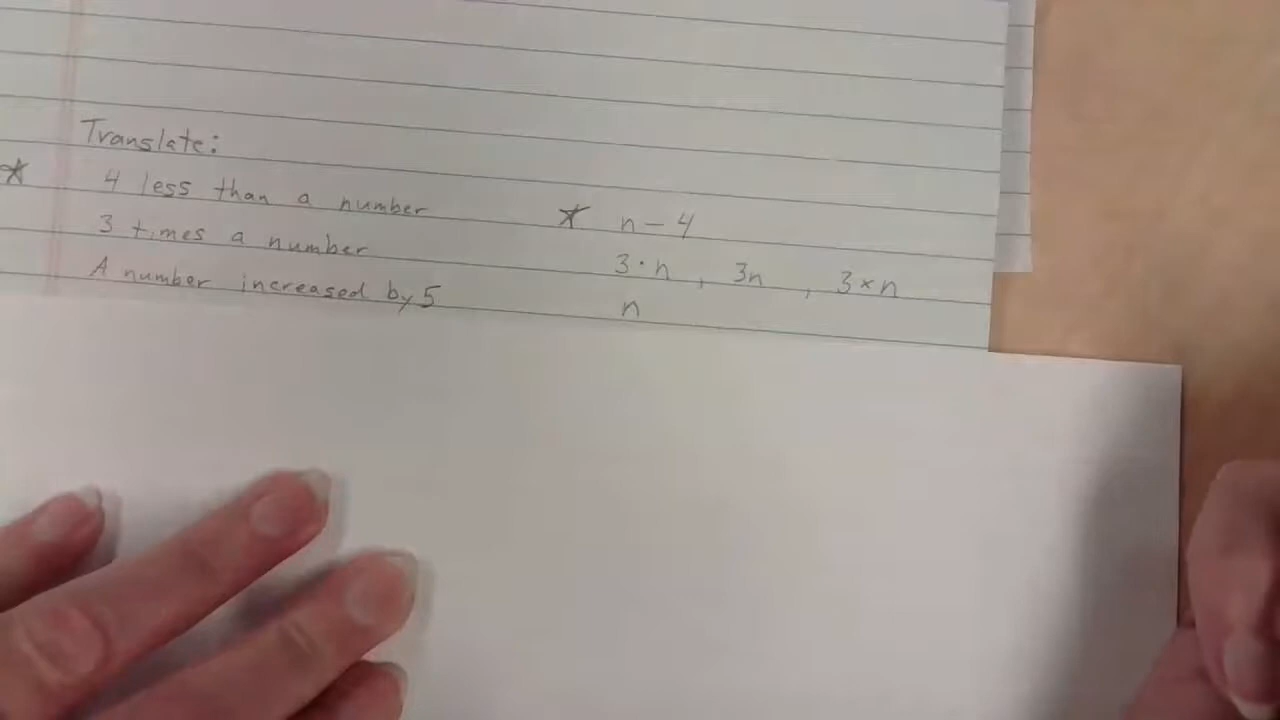 Translate:
* 4 less than a number * n - 4
3 times a number 3 · n , 3n , 3 × n
A number increased by 5 n